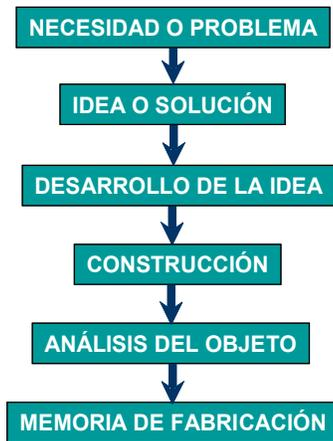 NECESIDAD O PROBLEMA
IDEA O SOLUCIÓN
DESARROLLO DE LA IDEA
CONSTRUCCIÓN
ANÁLISIS DEL OBJETO
MEMORIA DE FABRICACIÓN